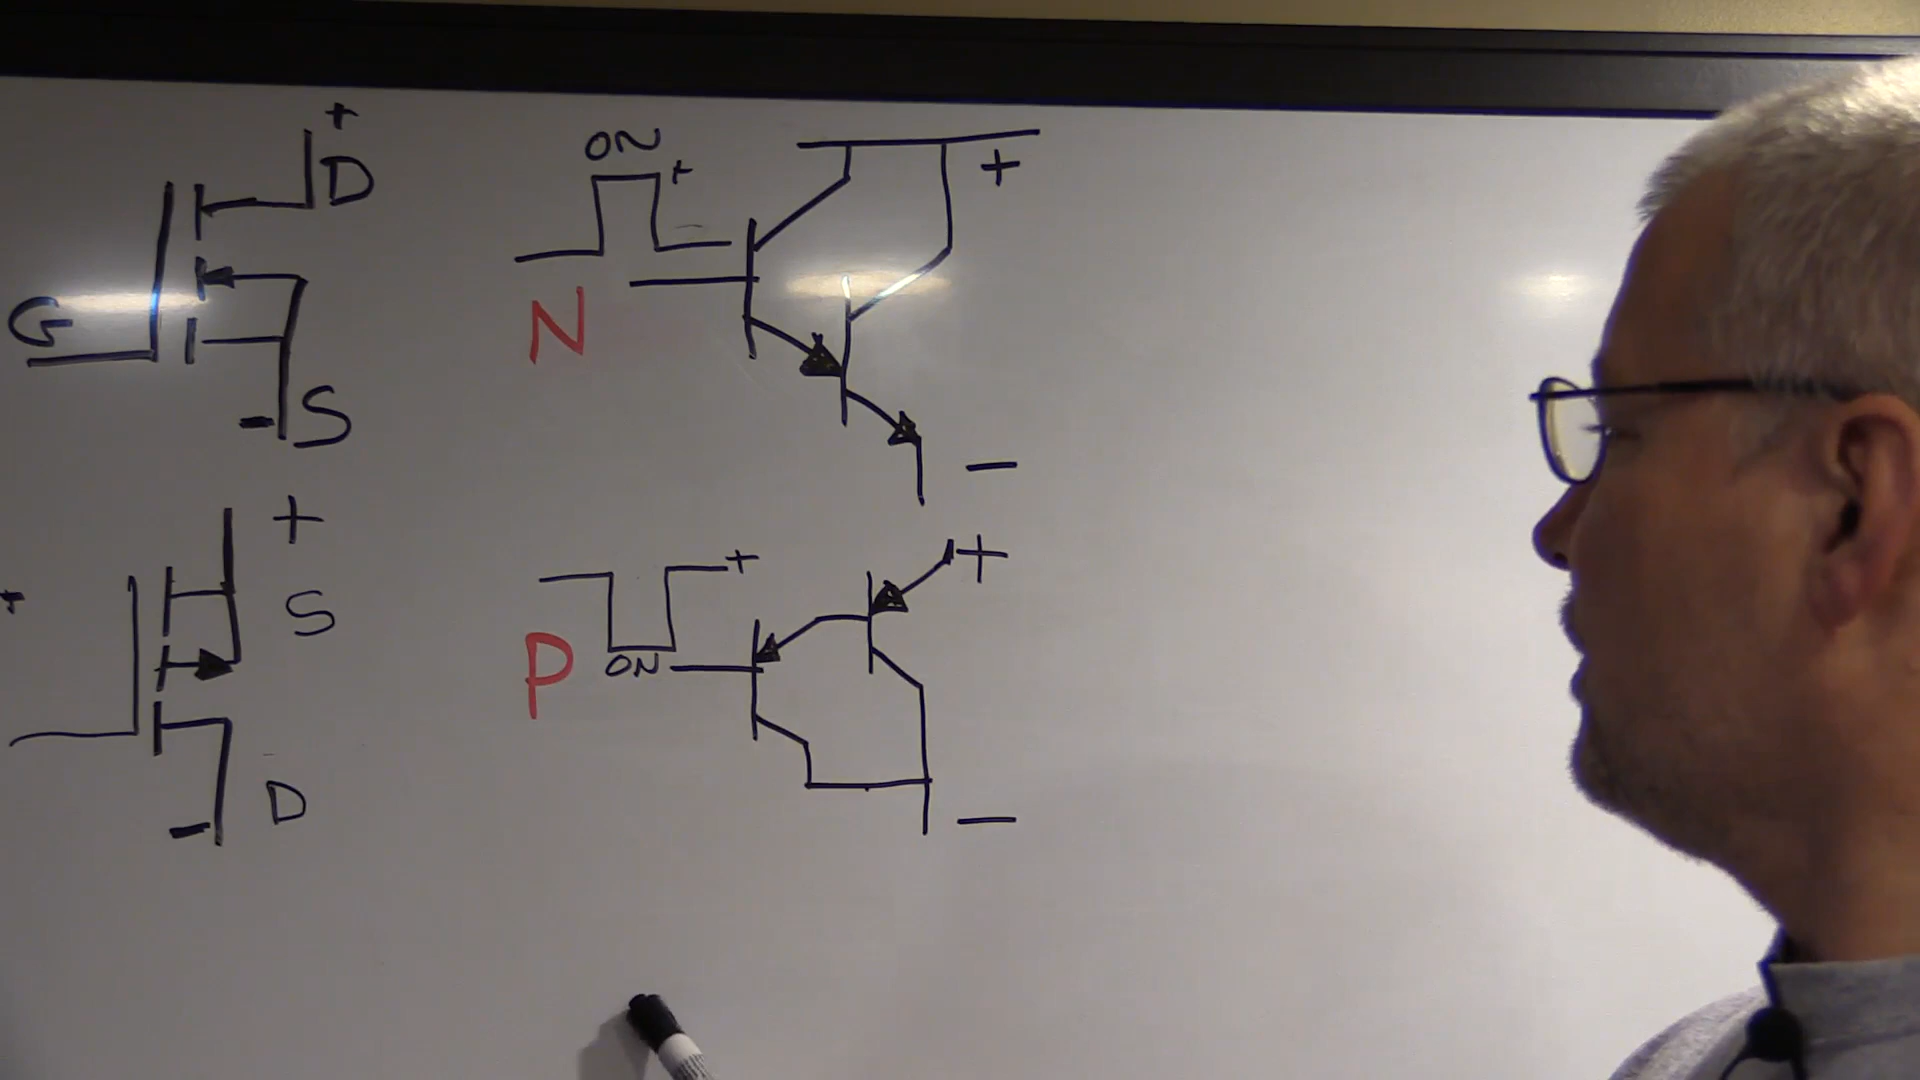 +
D
G
- S
ON
+
N
+
-
+
S
+
- D
+
P
ON
+
-